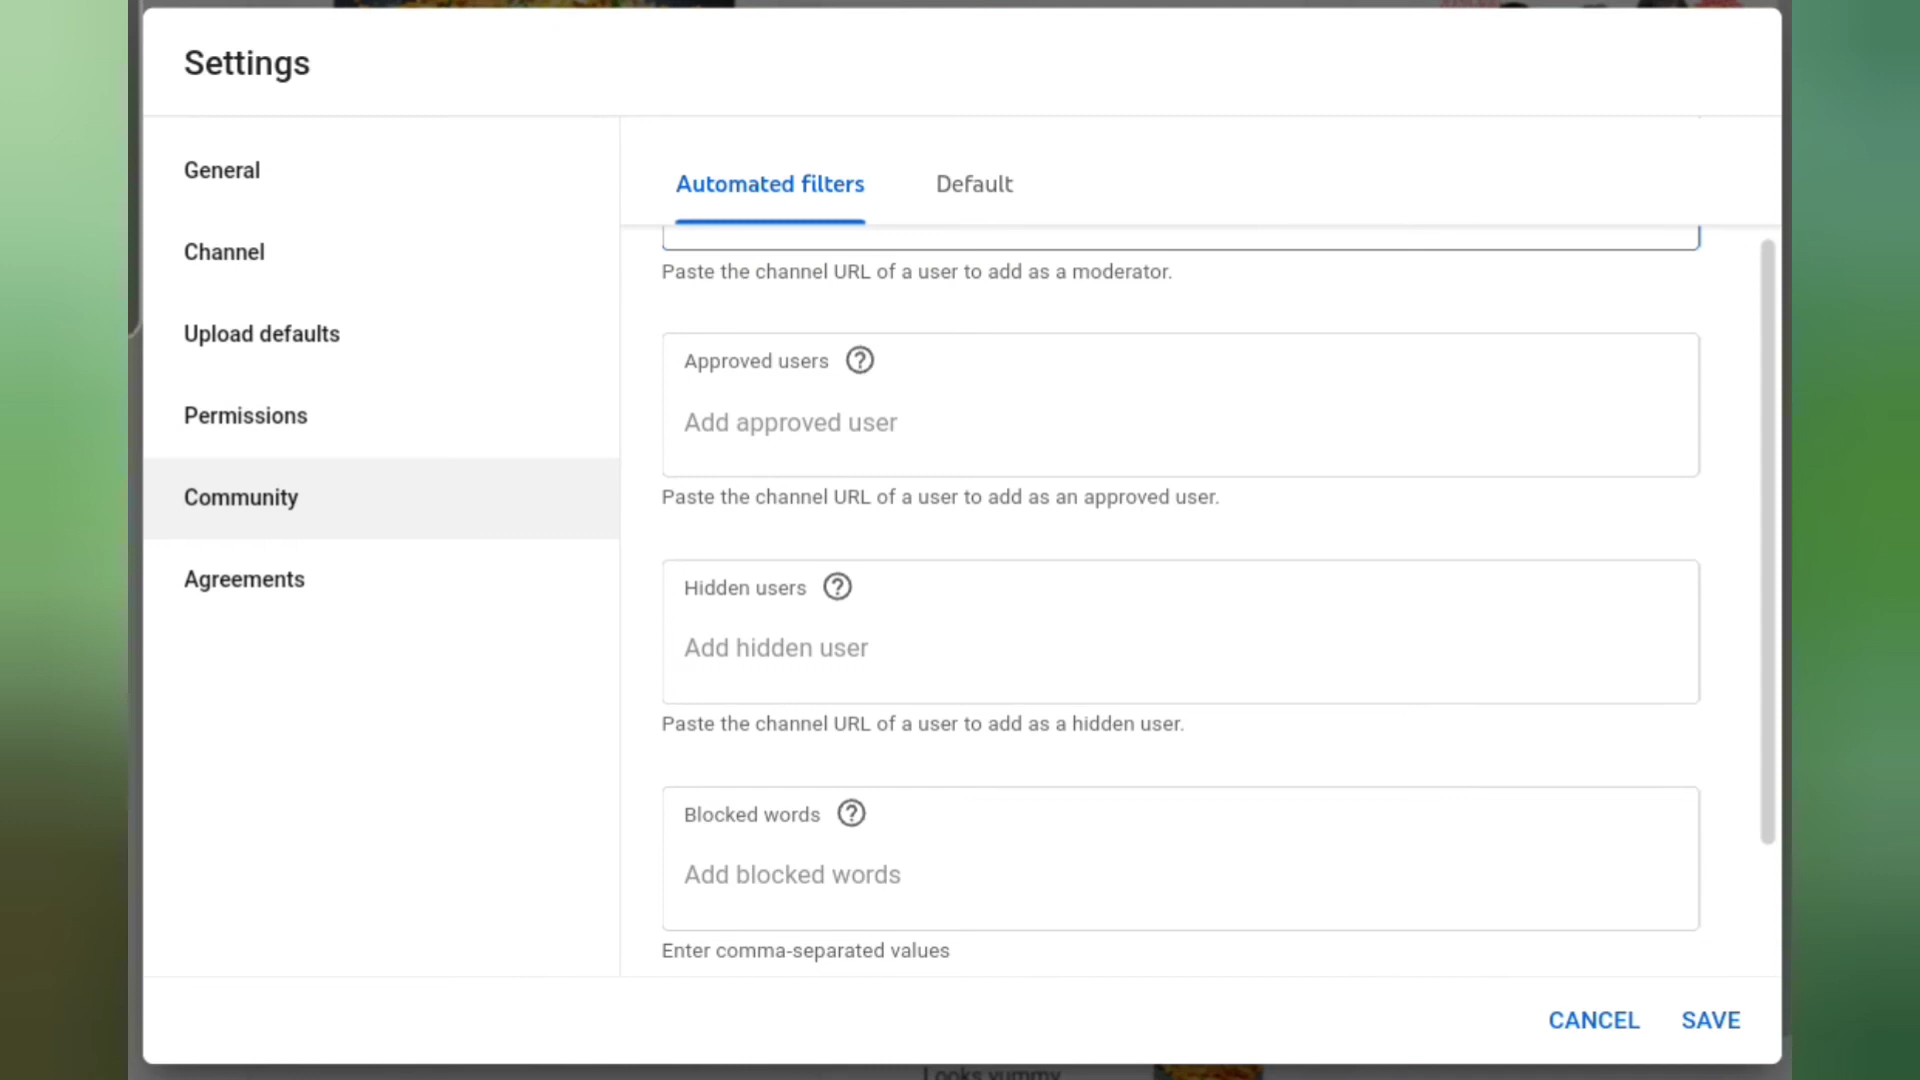 Settings
General
Channel
Upload defaults
Permissions
Community
Agreements
Automated filters
Default
Paste the channel URL of a user to add as a moderator.
Approved users
Add approved user
Paste the channel URL of a user to add as an approved user.
Hidden users
Add hidden user
Paste the channel URL of a user to add as a hidden user.
Blocked words
Add blocked words
Enter comma-separated values
CANCEL
SAVE
Looks yummy